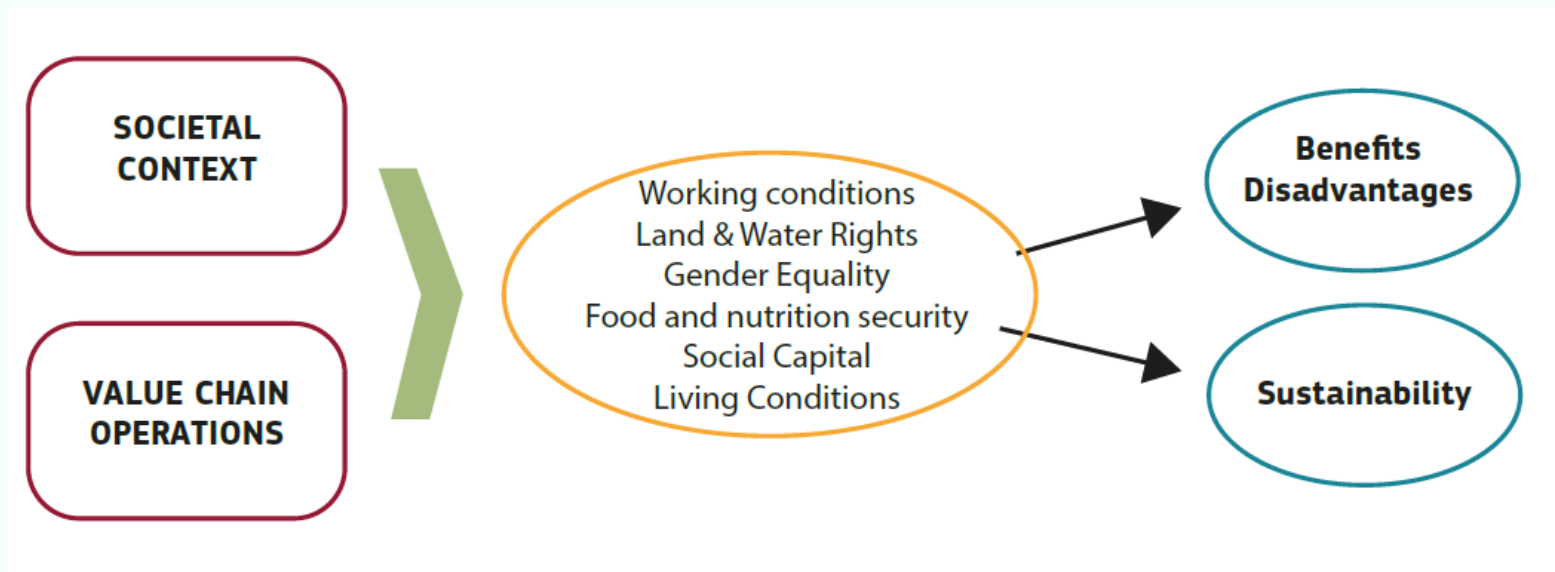 SOCIETAL
CONTEXT
VALUE CHAIN
OPERATIONS
Working conditions
Land & Water Rights
Gender Equality
Food and nutrition security
Social Capital
Living Conditions
Benefits
Disadvantages
Sustainability